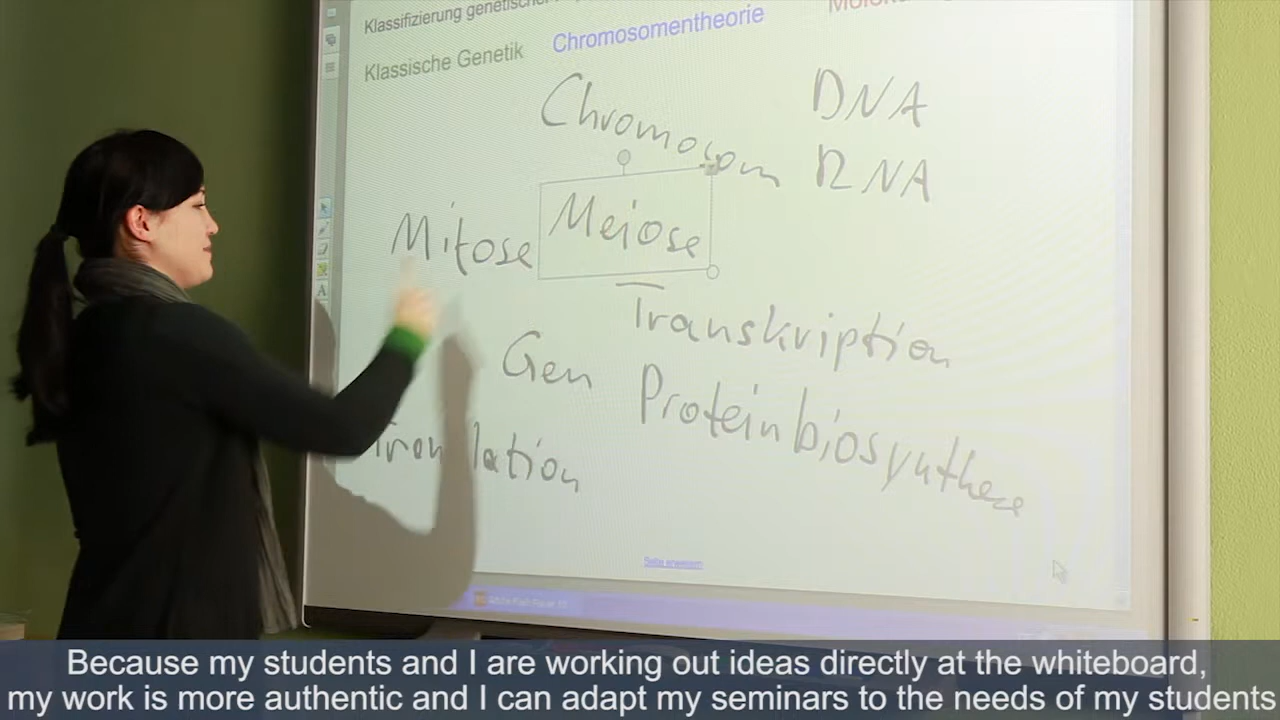 Klassifizierung
Klassische Genetik Chromosomentheorie
Chromosom DNA
RNA
Mitose Meiose
Transkription
Gen Proteinbiosynthese
Translation
Seite erweitern
A
Because my students and I are working out ideas directly at the whiteboard,
my work is more authentic and I can adapt my seminars to the needs of my students